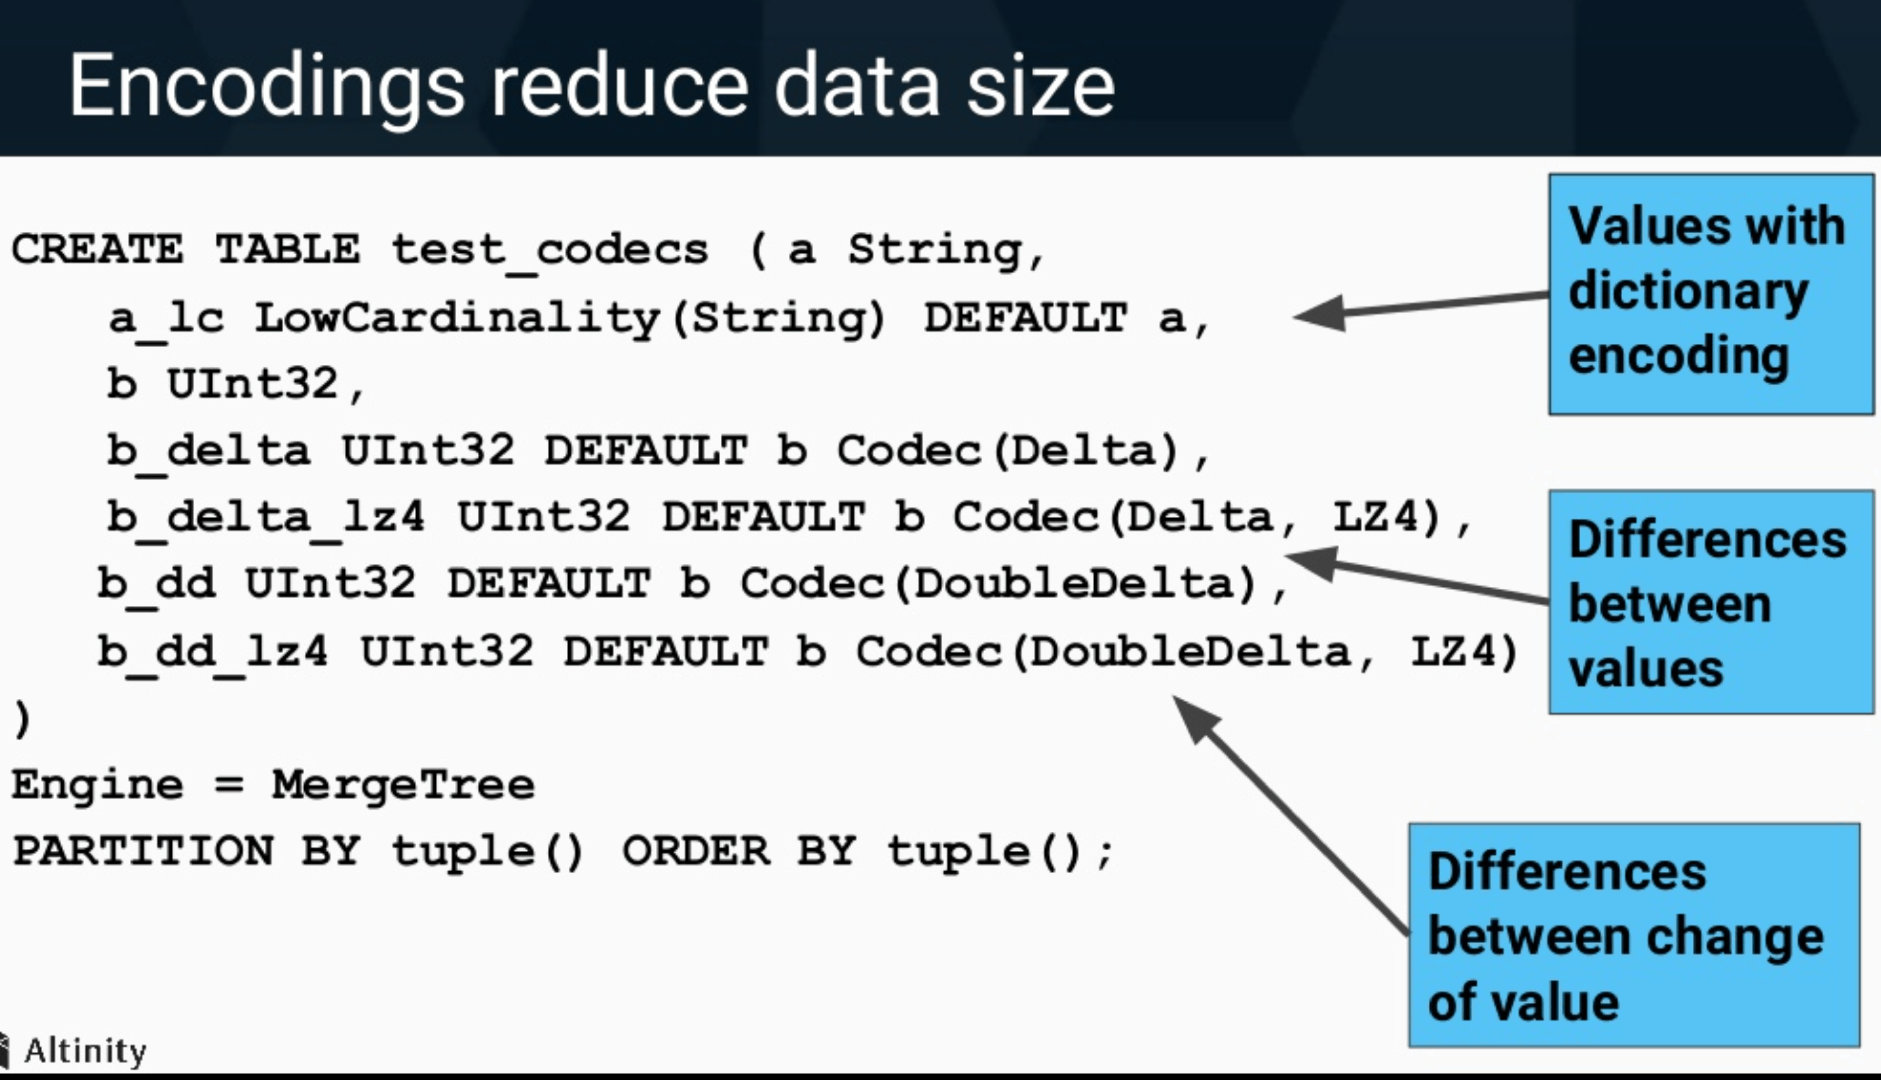 Encodings reduce data size
CREATE TABLE test_codecs ( a String,
a_lc LowCardinality(String) DEFAULT a,
b UInt32,
b_delta UInt32 DEFAULT b Codec(Delta),
b_delta_lz4 UInt32 DEFAULT b Codec(Delta, LZ4),
b_dd UInt32 DEFAULT b Codec(DoubleDelta),
b_dd_lz4 UInt32 DEFAULT b Codec(DoubleDelta, LZ4)
)
Engine = MergeTree
PARTITION BY tuple() ORDER BY tuple();
Values with
dictionary
encoding
Differences
between
values
Differences
between change
of value
Altinity